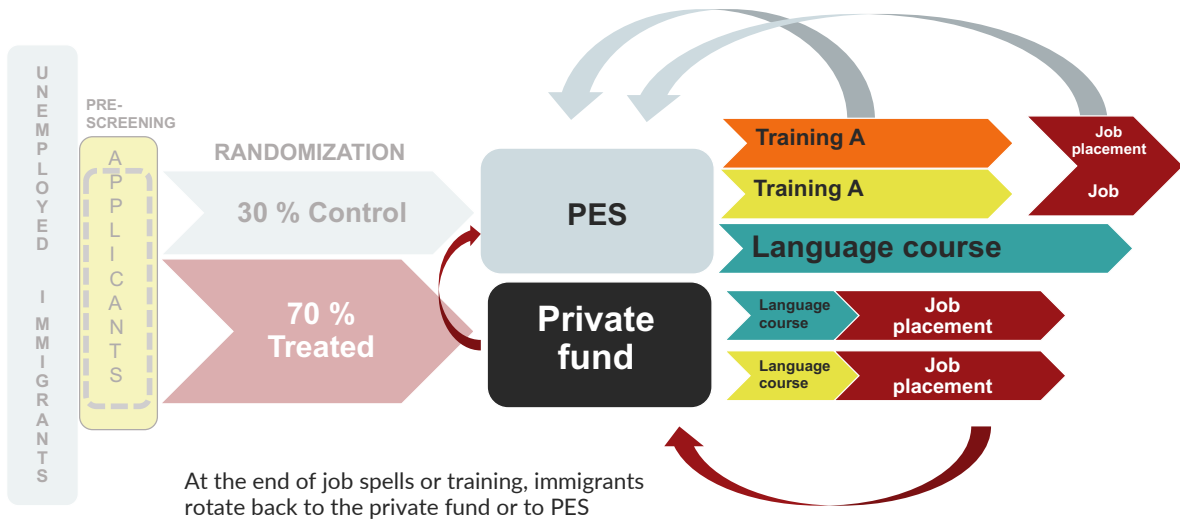 UNEMPLOYED IMMIGRANTS
PRE-
SCREENING
APPLICANTS
RANDOMIZATION
30 % Control
70 %
Treated
PES
Private
fund
Training A
Training A
Job
placement
Job
Language course
Language
course
Job
placement
Language
course
Job
placement
At the end of job spells or training, immigrants
rotate back to the private fund or to PES